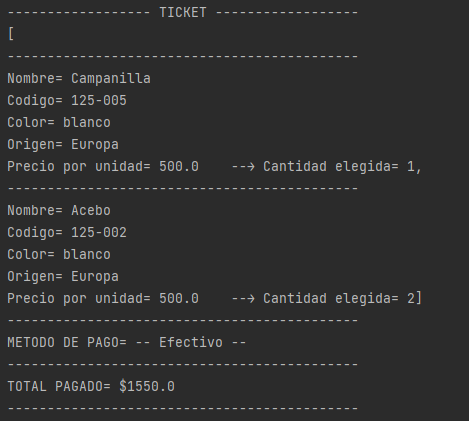 ------------------ TICKET ------------------
[
--------------------------------------------
Nombre= Campanilla
Codigo= 125-005
Color= blanco
Origen= Europa
Precio por unidad= 500.0    --> Cantidad elegida= 1,
--------------------------------------------
Nombre= Acebo
Codigo= 125-002
Color= blanco
Origen= Europa
Precio por unidad= 500.0    --> Cantidad elegida= 2]
--------------------------------------------
METODO DE PAGO= -- Efectivo --
--------------------------------------------
TOTAL PAGADO= $1550.0
--------------------------------------------